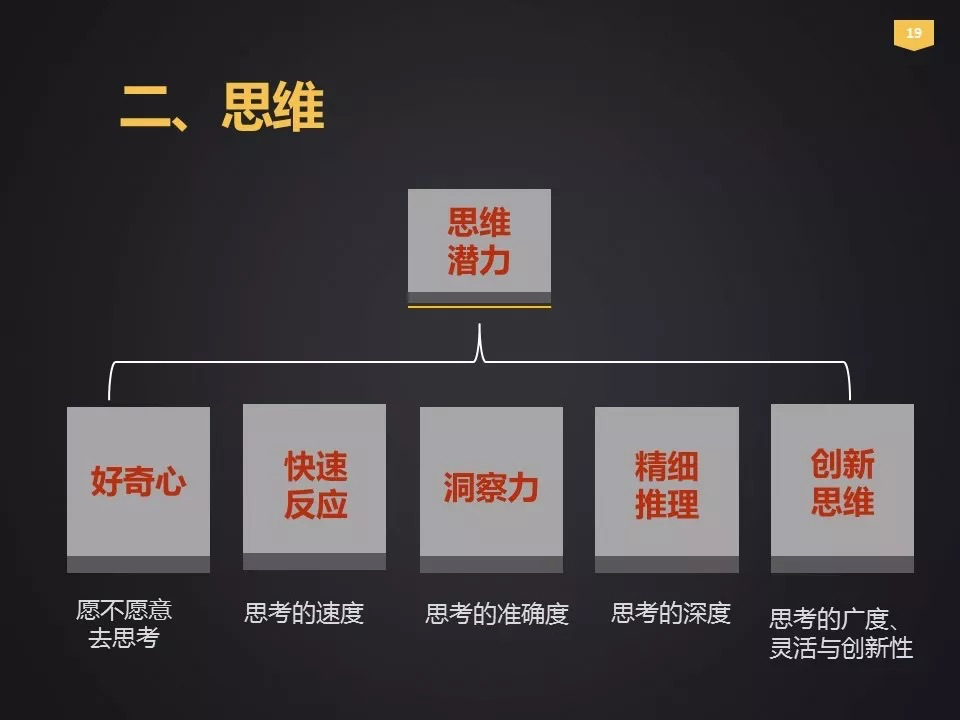 19
二、思维
思维
潜力
好奇心
快速
反应
洞察力
精细
推理
创新
思维
愿不愿意
去思考
思考的速度
思考的准确度
思考的深度
思考的广度、
灵活与创新性